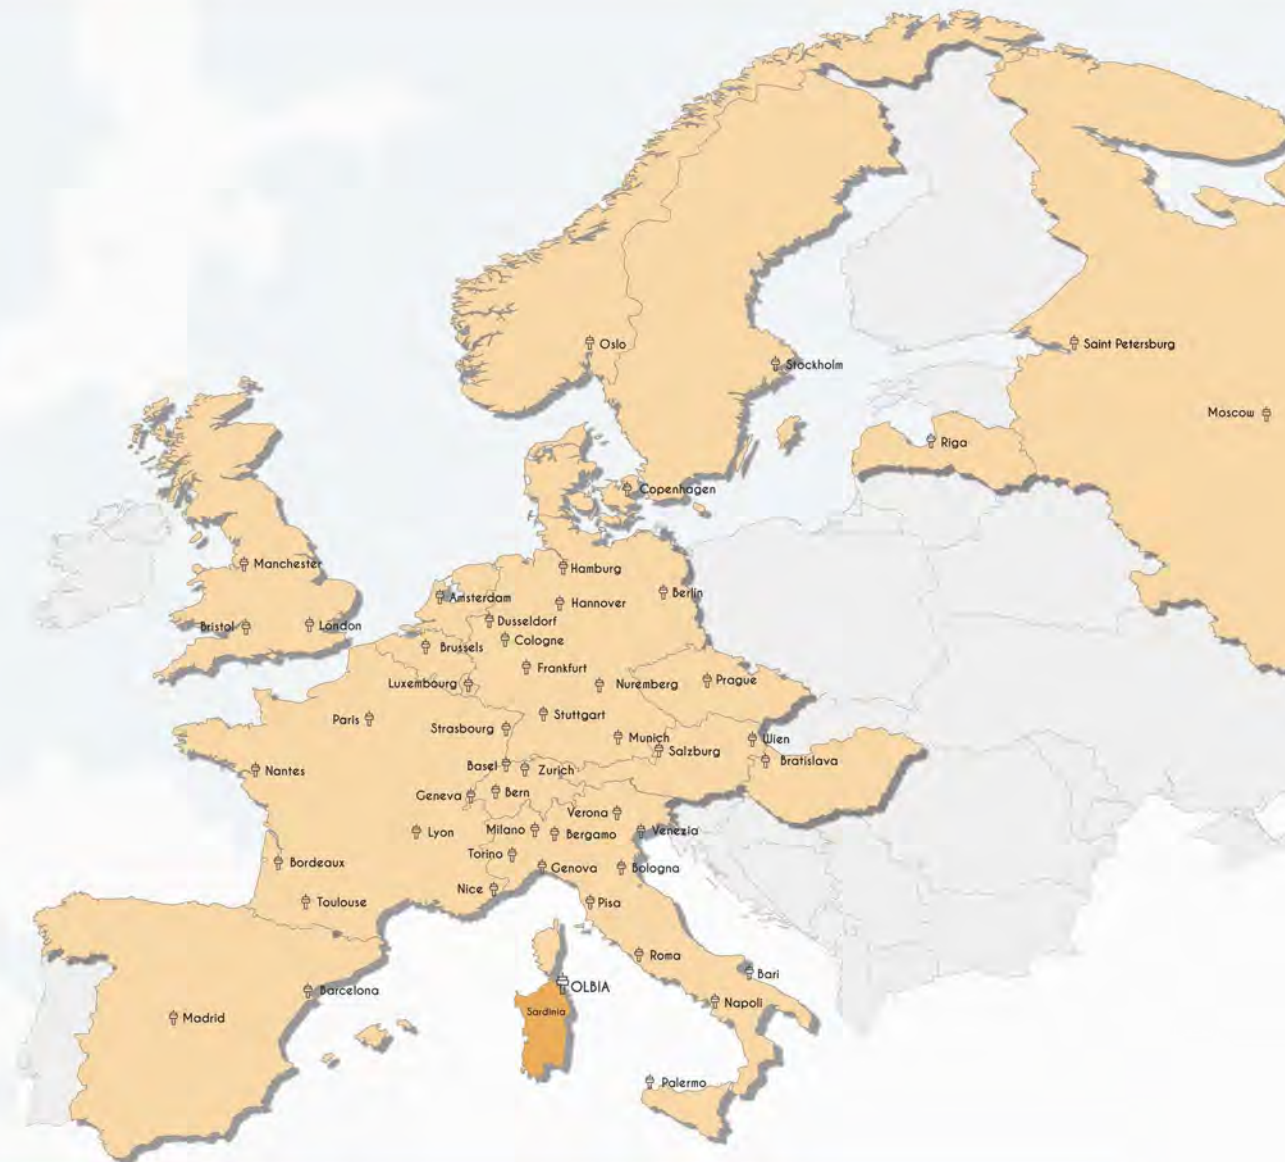 Oslo
Saint Petersburg
Stockholm
Moscow
Riga
Copenhagen
Manchester
Hamburg
Berlin
Amsterdam
Hannover
Dusseldorf
Bristol
London
Cologne
Brussels
Frankfurt
Luxembourg
Nuremberg
Prague
Paris
Stuttgart
Strasbourg
Munich
Wien
Salzburg
Bratislava
Basel
Zurich
Nantes
Geneva
Bern
Verona
Lyon
Milano
Bergamo
Venezia
Torino
Bordeaux
Genova
Bologna
Nice
Toulouse
Pisa
Roma
Bari
Barcelona
OLBIA
Napoli
Sardinia
Madrid
Palermo